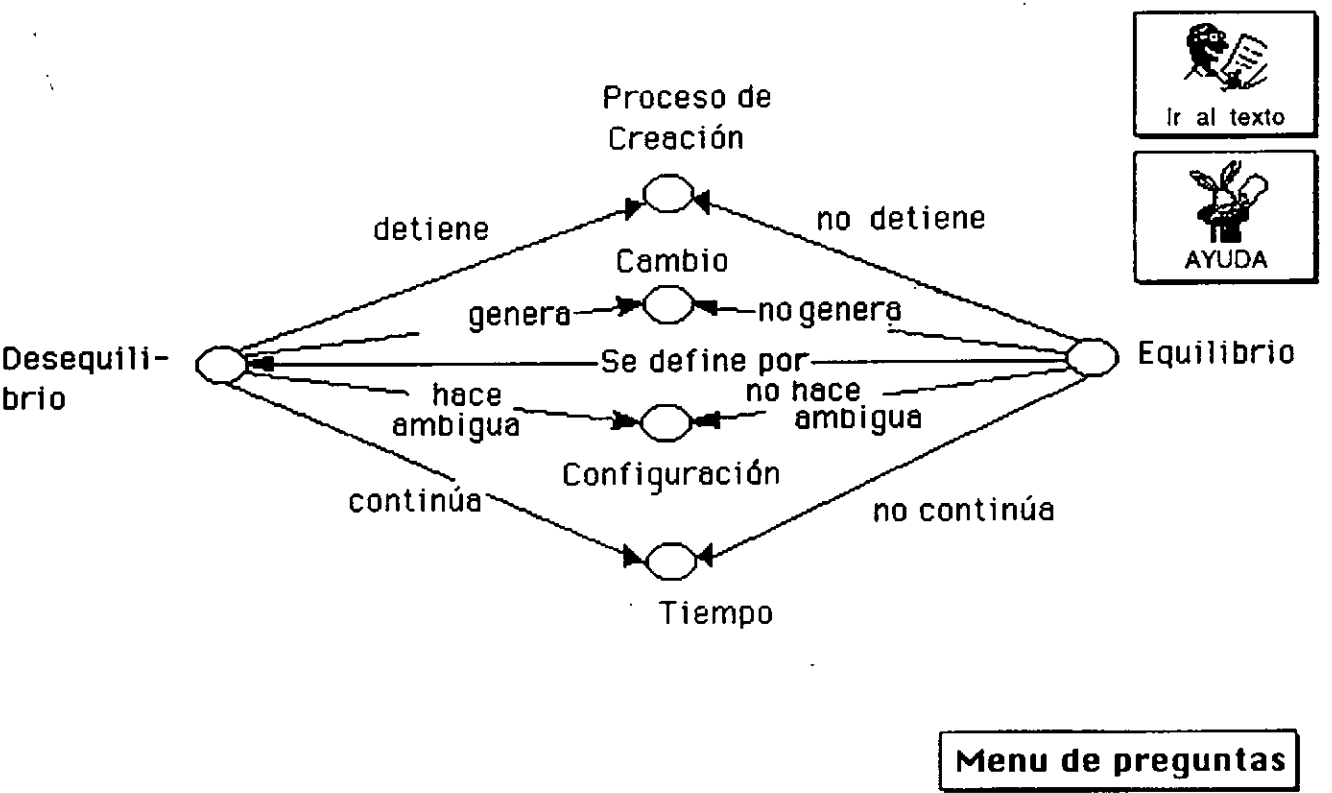 Ir al texto
AYUDA
Proceso de
Creación
detiene
no detiene
Cambio
genera
no genera
Desequili-
brio
Se define por
Equilibrio
hace
ambigua
no hace
ambigua
Configuración
continúa
no continúa
Tiempo
Menu de preguntas